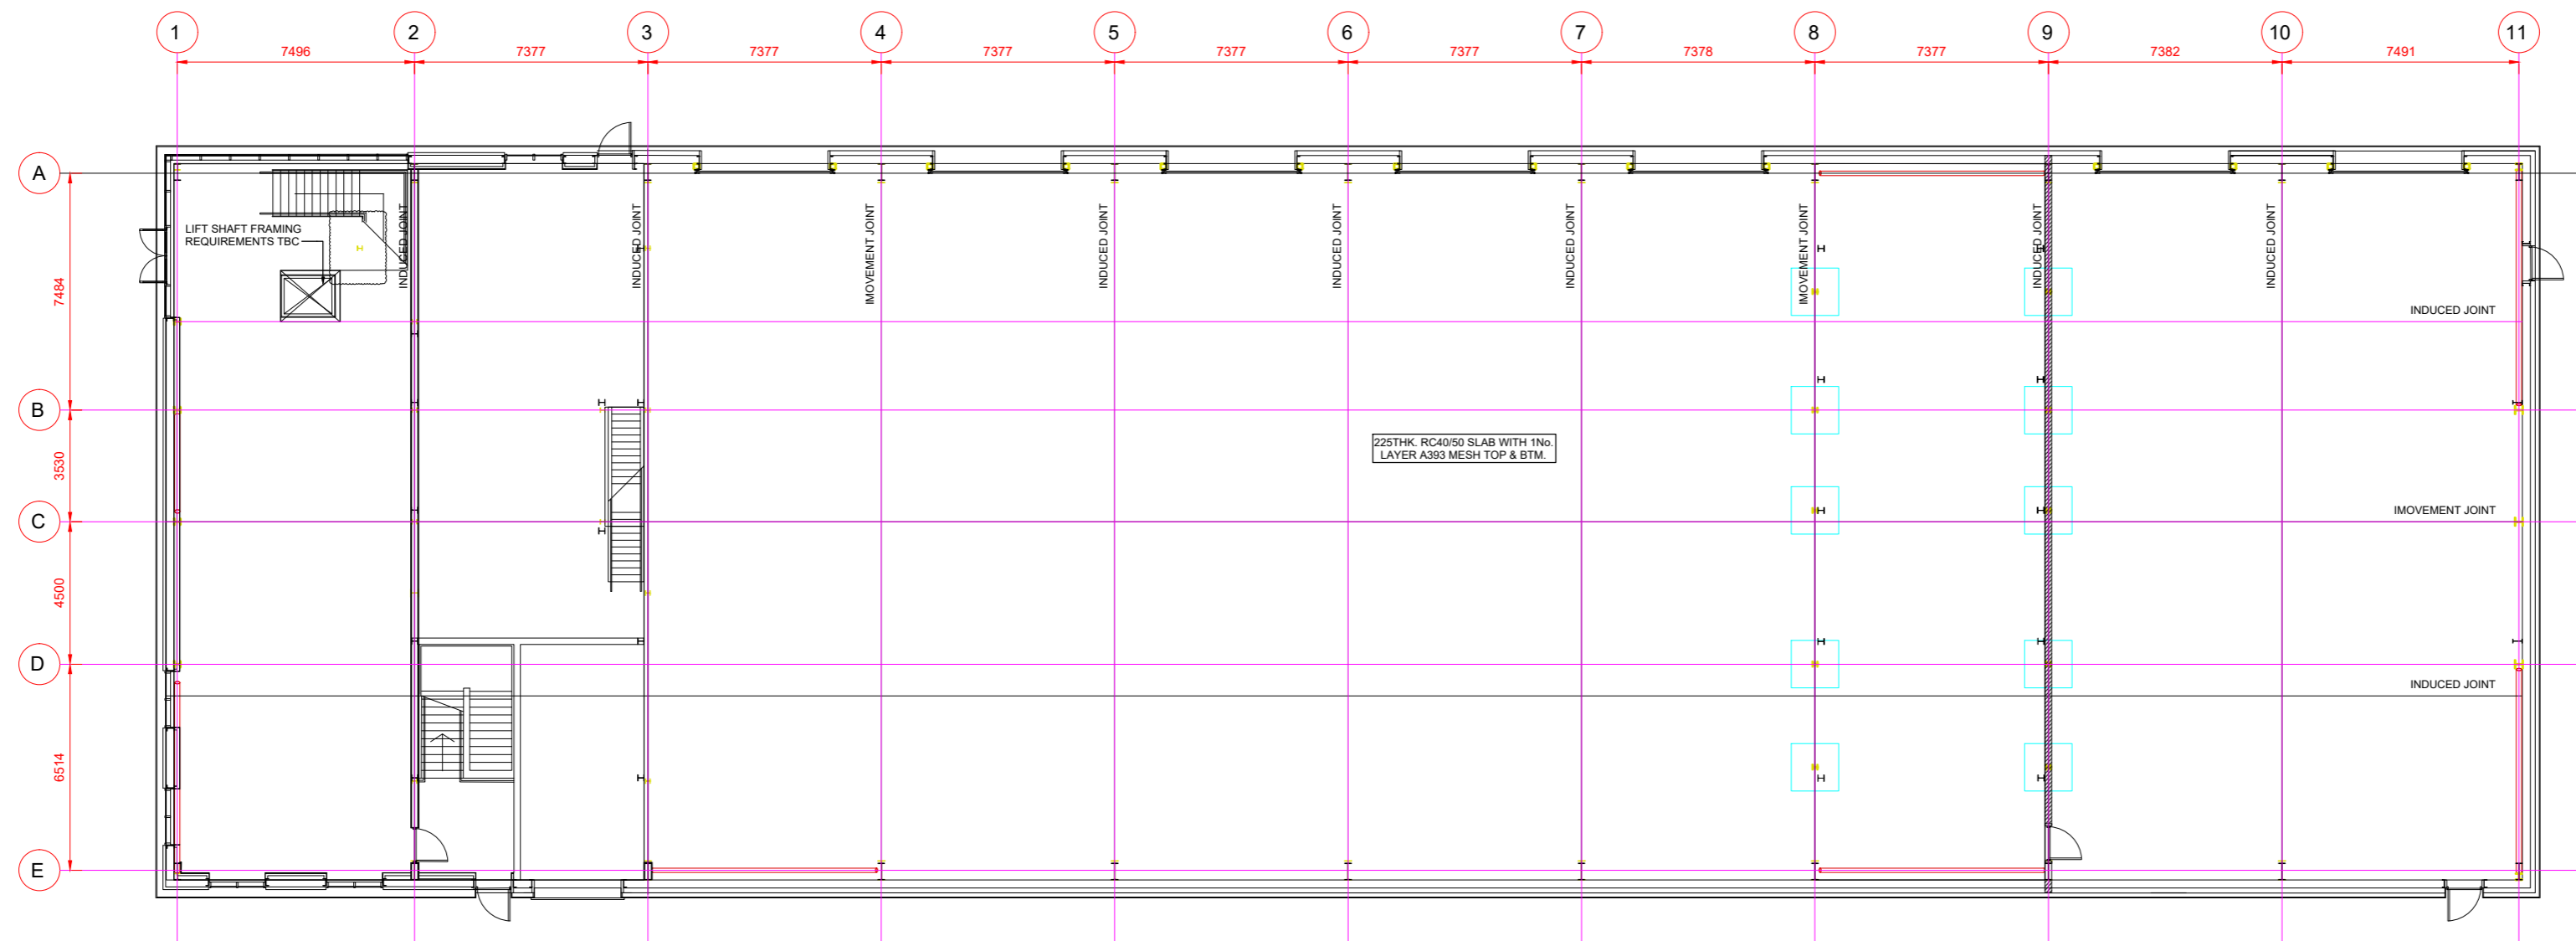 1 2 3 4 5 6 7 8 9 10 11
7496 7377 7377 7377 7377 7377 7378 7377 7382 7491
A
B
C
D
E
7484
3530
4500
6514
LIFT SHAFT FRAMING
REQUIREMENTS TBC
INDUCED JOINT
INDUCED JOINT
IMOVEMENT JOINT
INDUCED JOINT
INDUCED JOINT
INDUCED JOINT
IMOVEMENT JOINT
INDUCED JOINT
INDUCED JOINT
INDUCED JOINT
225THK. RC40/50 SLAB WITH 1No.
LAYER A393 MESH TOP & BTM.
IMOVEMENT JOINT
INDUCED JOINT